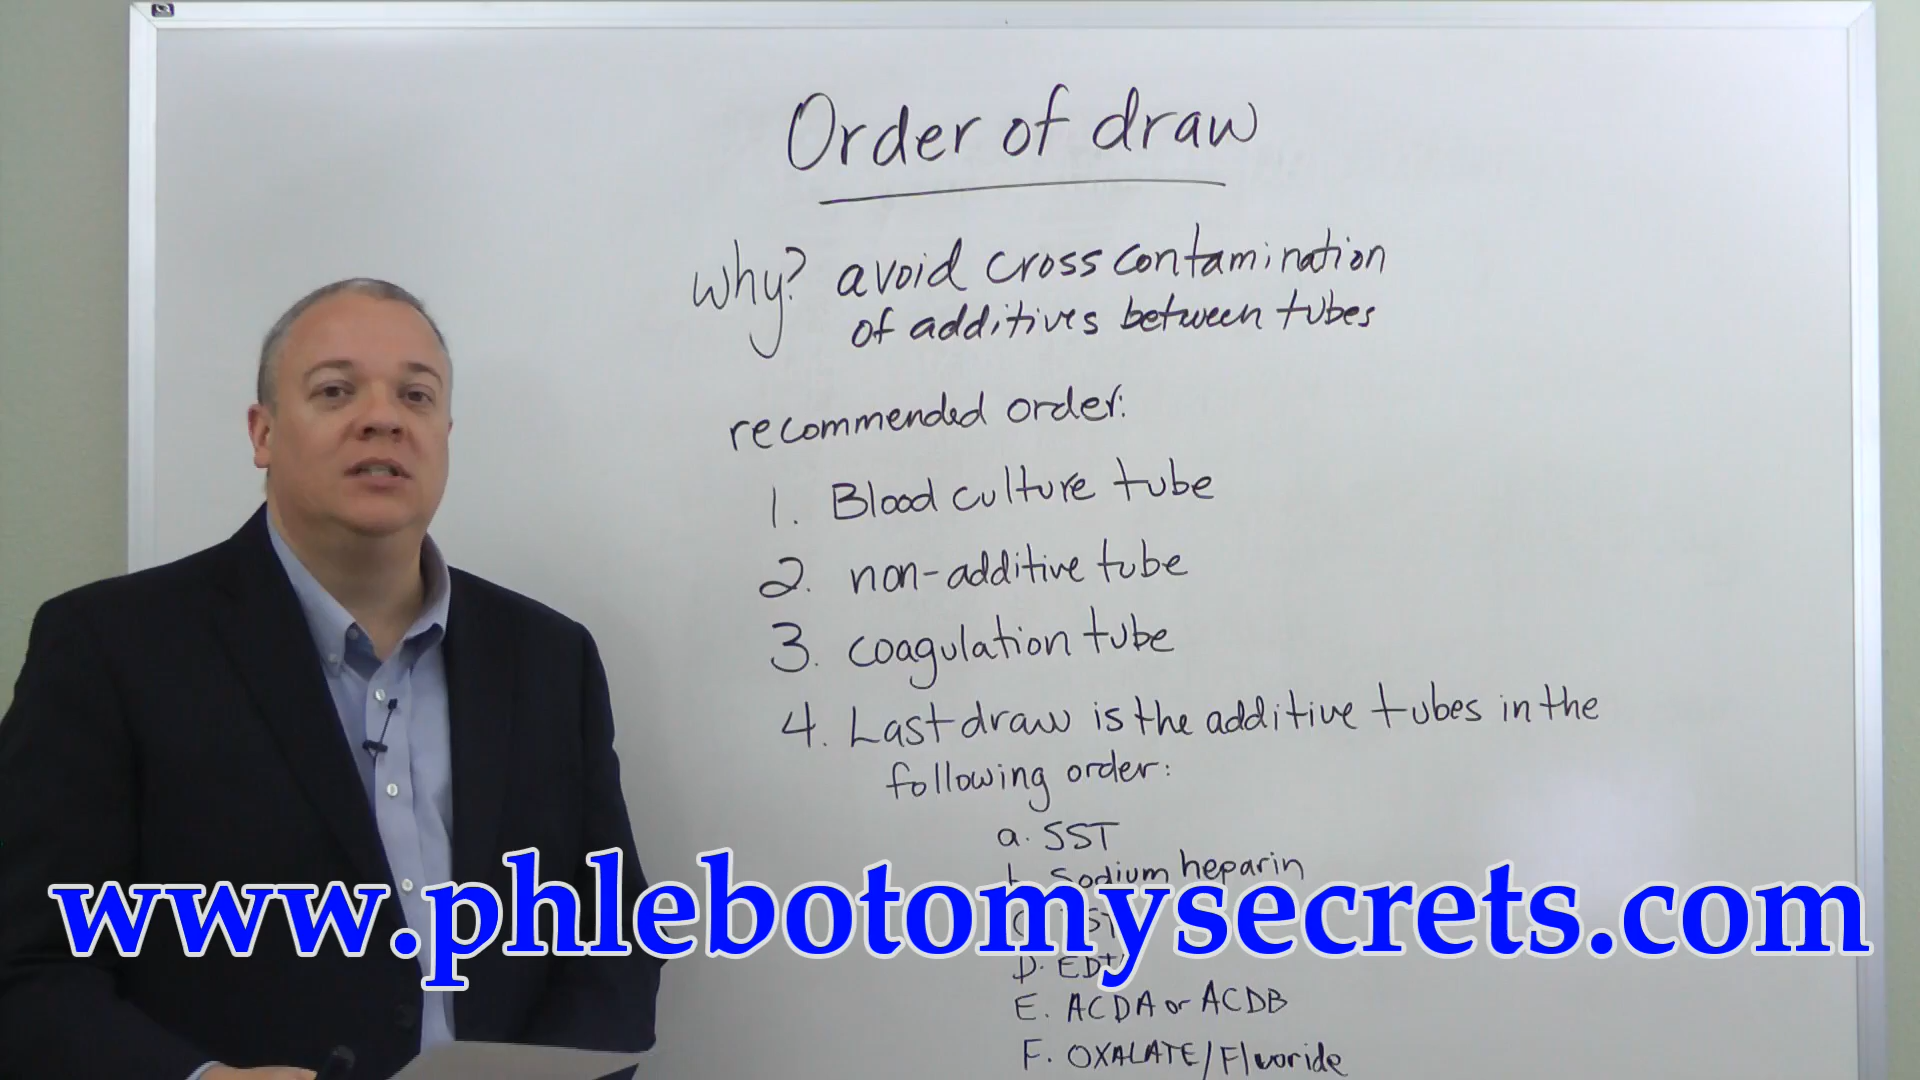 Order of draw
why? avoid cross contamination
of additives between tubes
recommended order:
1. Blood culture tube
2. non-additive tube
3. coagulation tube
4. Last draw is the additive tubes in the
following order:
a. SST
Sodium heparin
www.phlebotomysecrets.com
D.
E. ACDA or ACDB
F. OXALATE/Fluoride